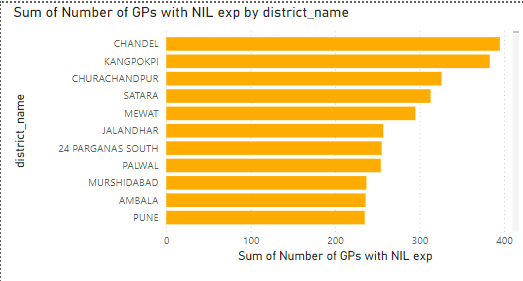 Sum of Number of GPs with NIL exp by district_name
district_name
CHANDEL
KANGPOKPI
CHURACHANDPUR
SATARA
MEWAT
JALANDHAR
24 PARGANAS SOUTH
PALWAL
MURSHIDABAD
AMBALA
PUNE
0 100 200 300 400
Sum of Number of GPs with NIL exp